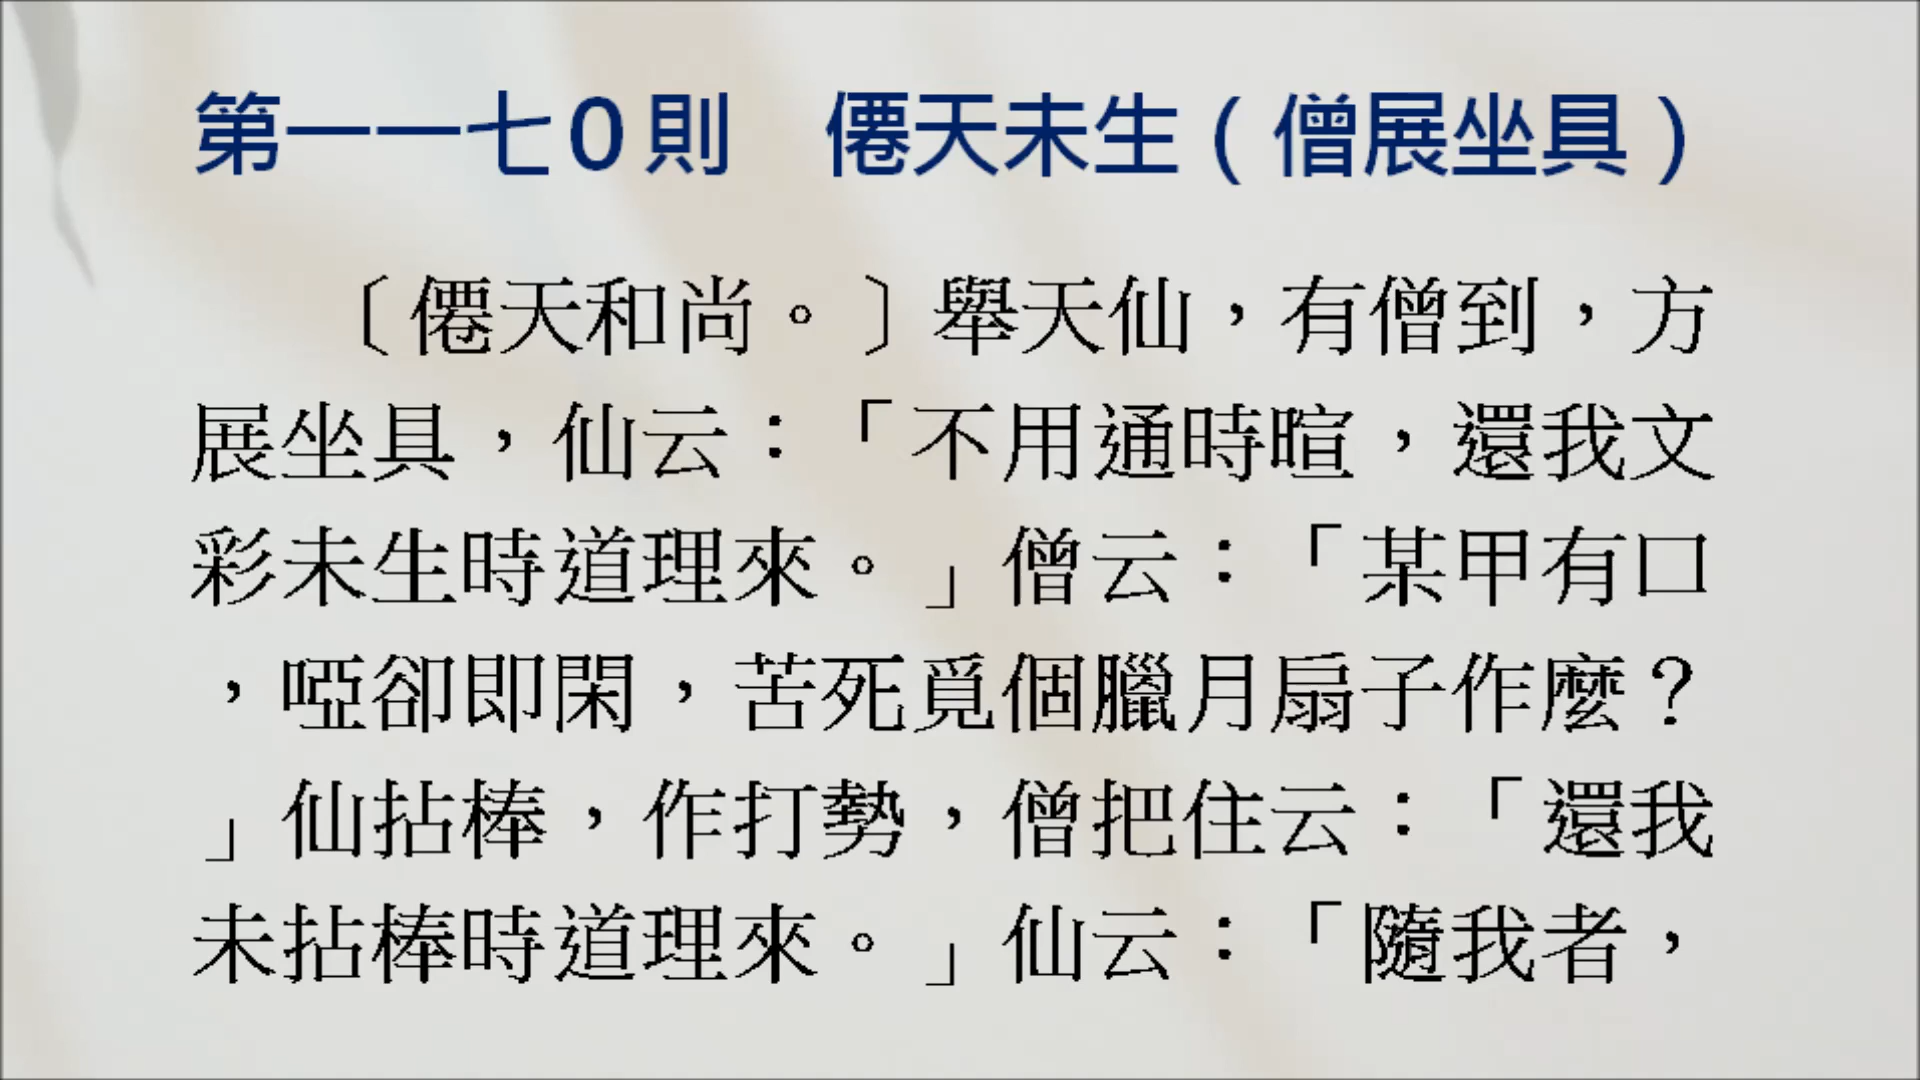 第一一七0則　僊天未生（僧展坐具）
〔僊天和尚。〕舉天仙，有僧到，方
展坐具，仙云：「不用通時暄，還我文
彩未生時道理來。」僧云：「某甲有口
，啞卻即閑，苦死覓個臘月扇子作麼？
」仙拈棒，作打勢，僧把住云：「還我
未拈棒時道理來。」仙云：「隨我者，